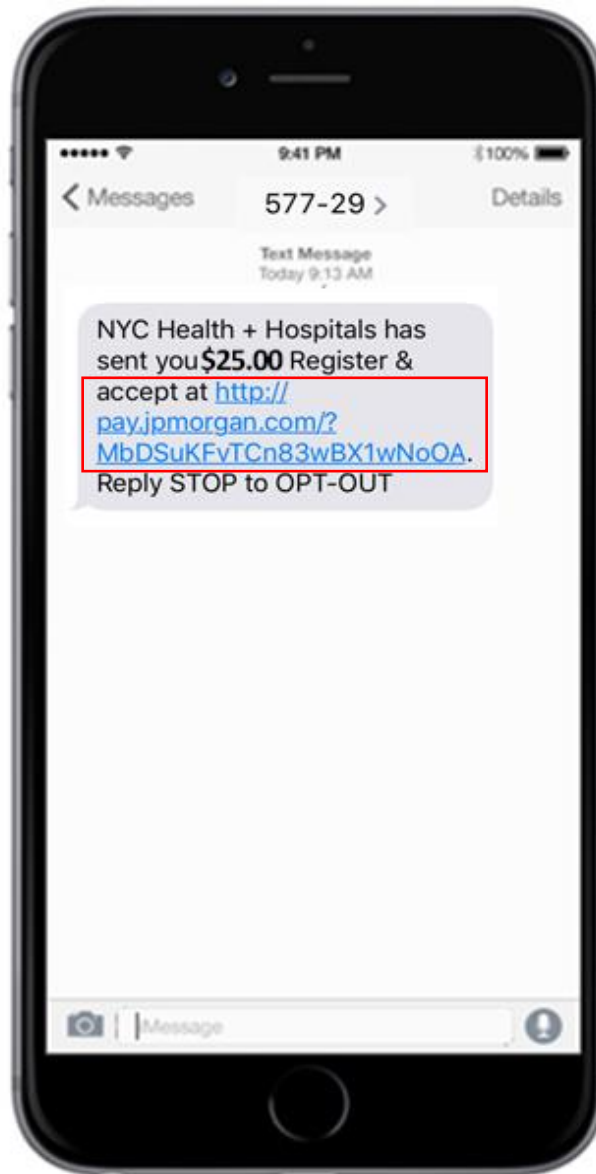 9:41 PM
100%
Messages
577-29 >
Details
Text Message
Today 9:13 AM
NYC Health + Hospitals has
sent you $25.00 Register &
accept at http://
pay.jpmorgan.com/?
MbDSuKFvTCn83wBX1wNoOA.
Reply STOP to OPT-OUT
iMessage